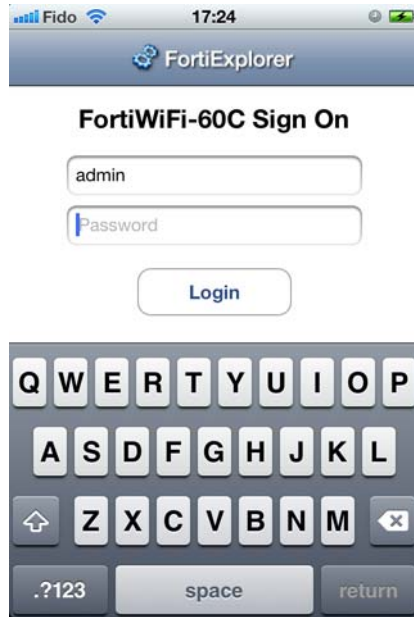 Fido 17:24
FortiExplorer
FortiWiFi-60C Sign On
admin
Password
Login
Q W E R T Y U I O P
A S D F G H J K L
Z X C V B N M
.?123 space return